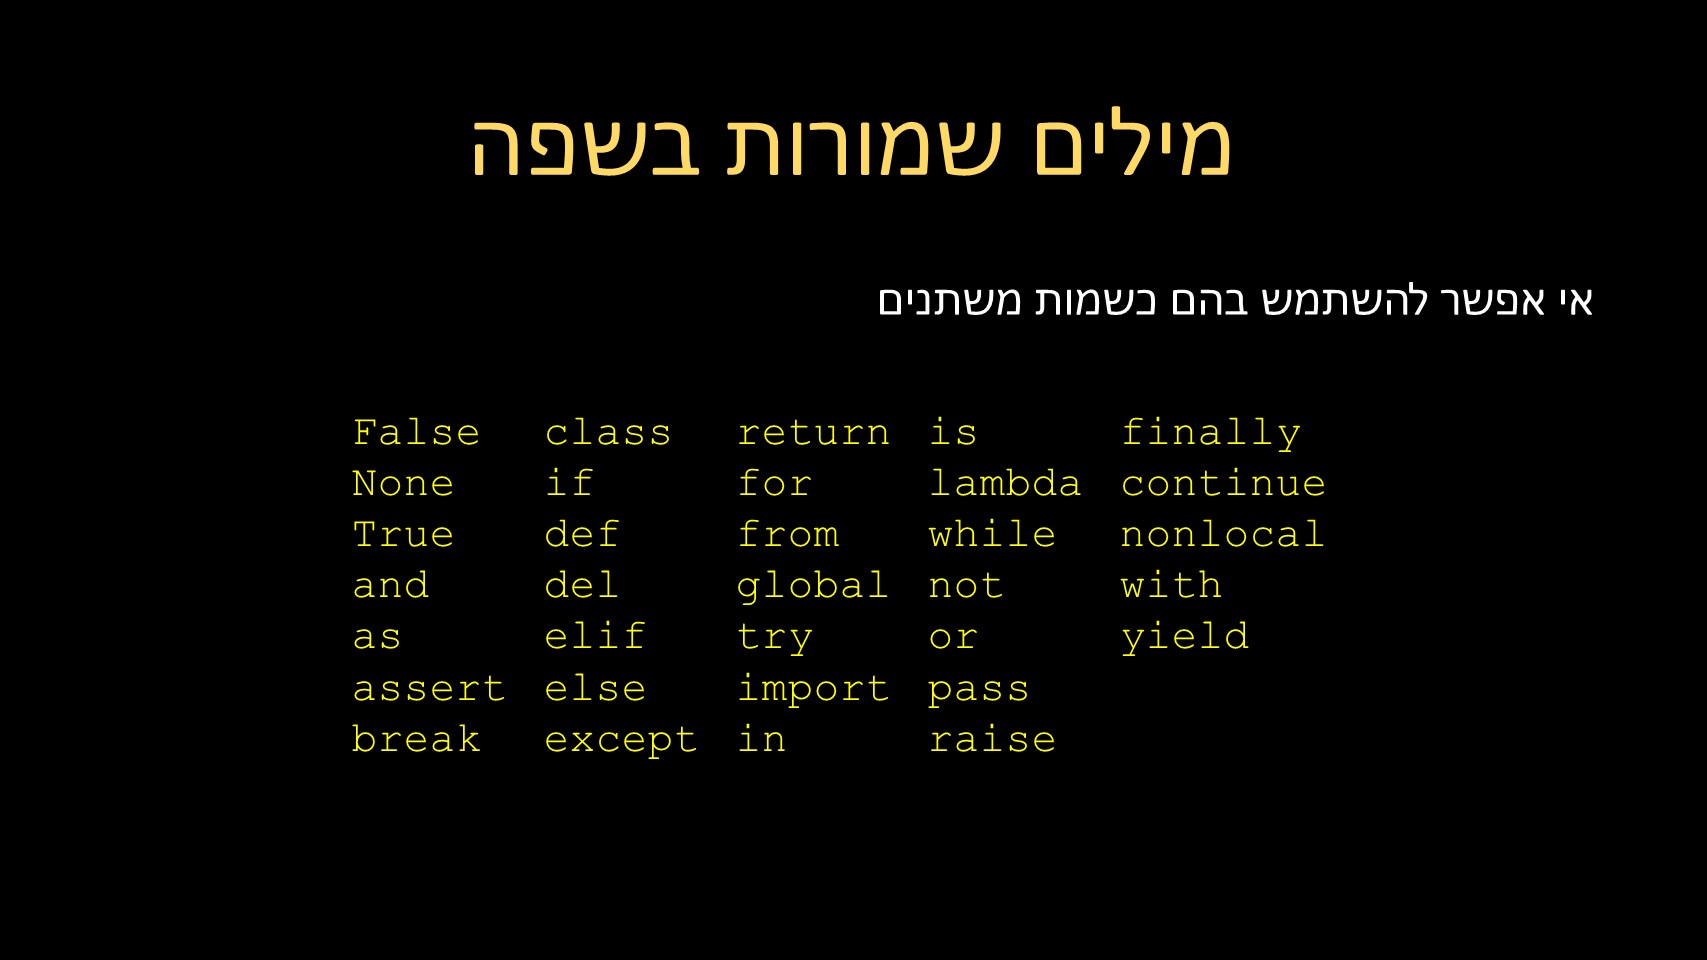 מילים שמורות בשפה
אי אפשר להשתמש בהם כשמות משתנים
False class return is finally
None if for lambda continue
True def from while nonlocal
and del global not with
as elif try or yield
assert else import pass
break except in raise